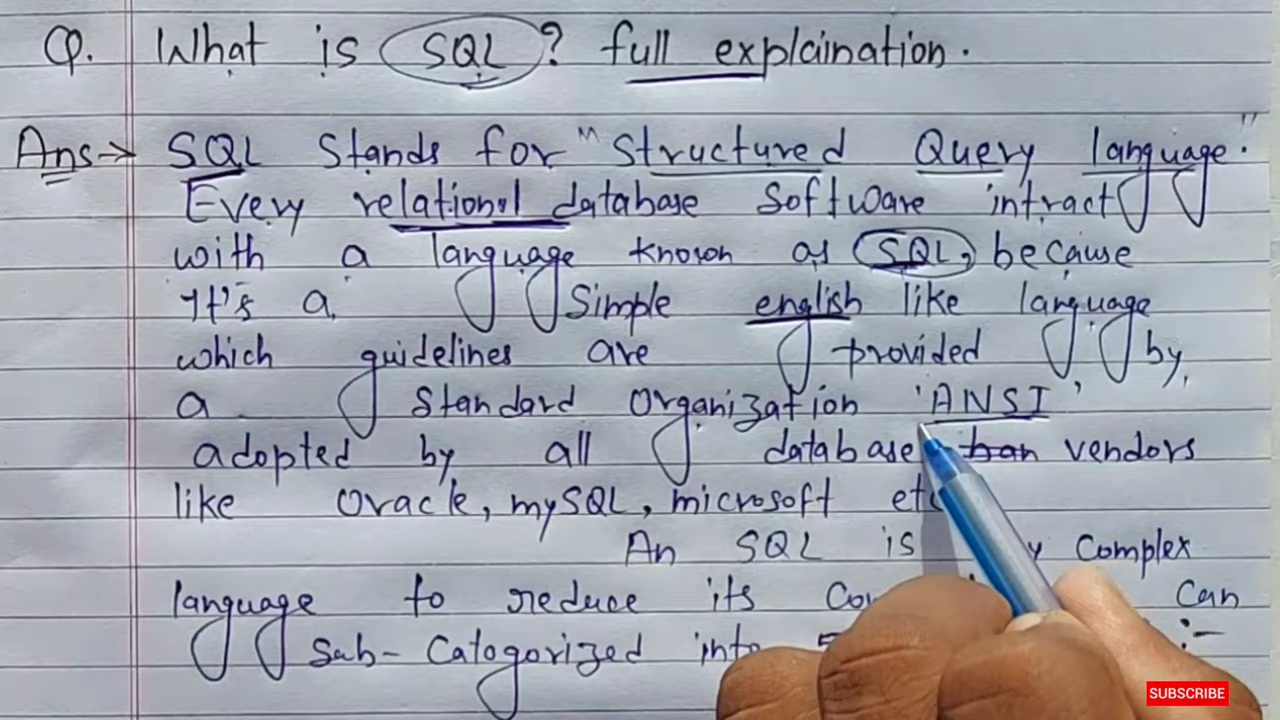 Q. What is SQL? full explaination.
Ans→ SQL Stands for "Structured Query language."
Every relational database Software intract
with a language known as SQL, because
It's a Simple english like language
which guidelines are provided by,
a Standard Organization 'ANSI'
adopted by all database vendors
like Oracle, mySQL, microsoft etc
An SQL is complex
language to reduce its can
Sub-Catogorized into :-
SUBSCRIBE